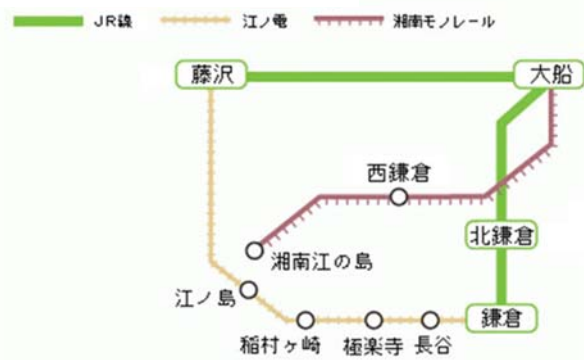 JR線 江ノ電 湘南モノレール
藤沢 大船
西鎌倉
北鎌倉
湘南江の島
江ノ島
鎌倉
稲村ヶ崎 極楽寺 長谷